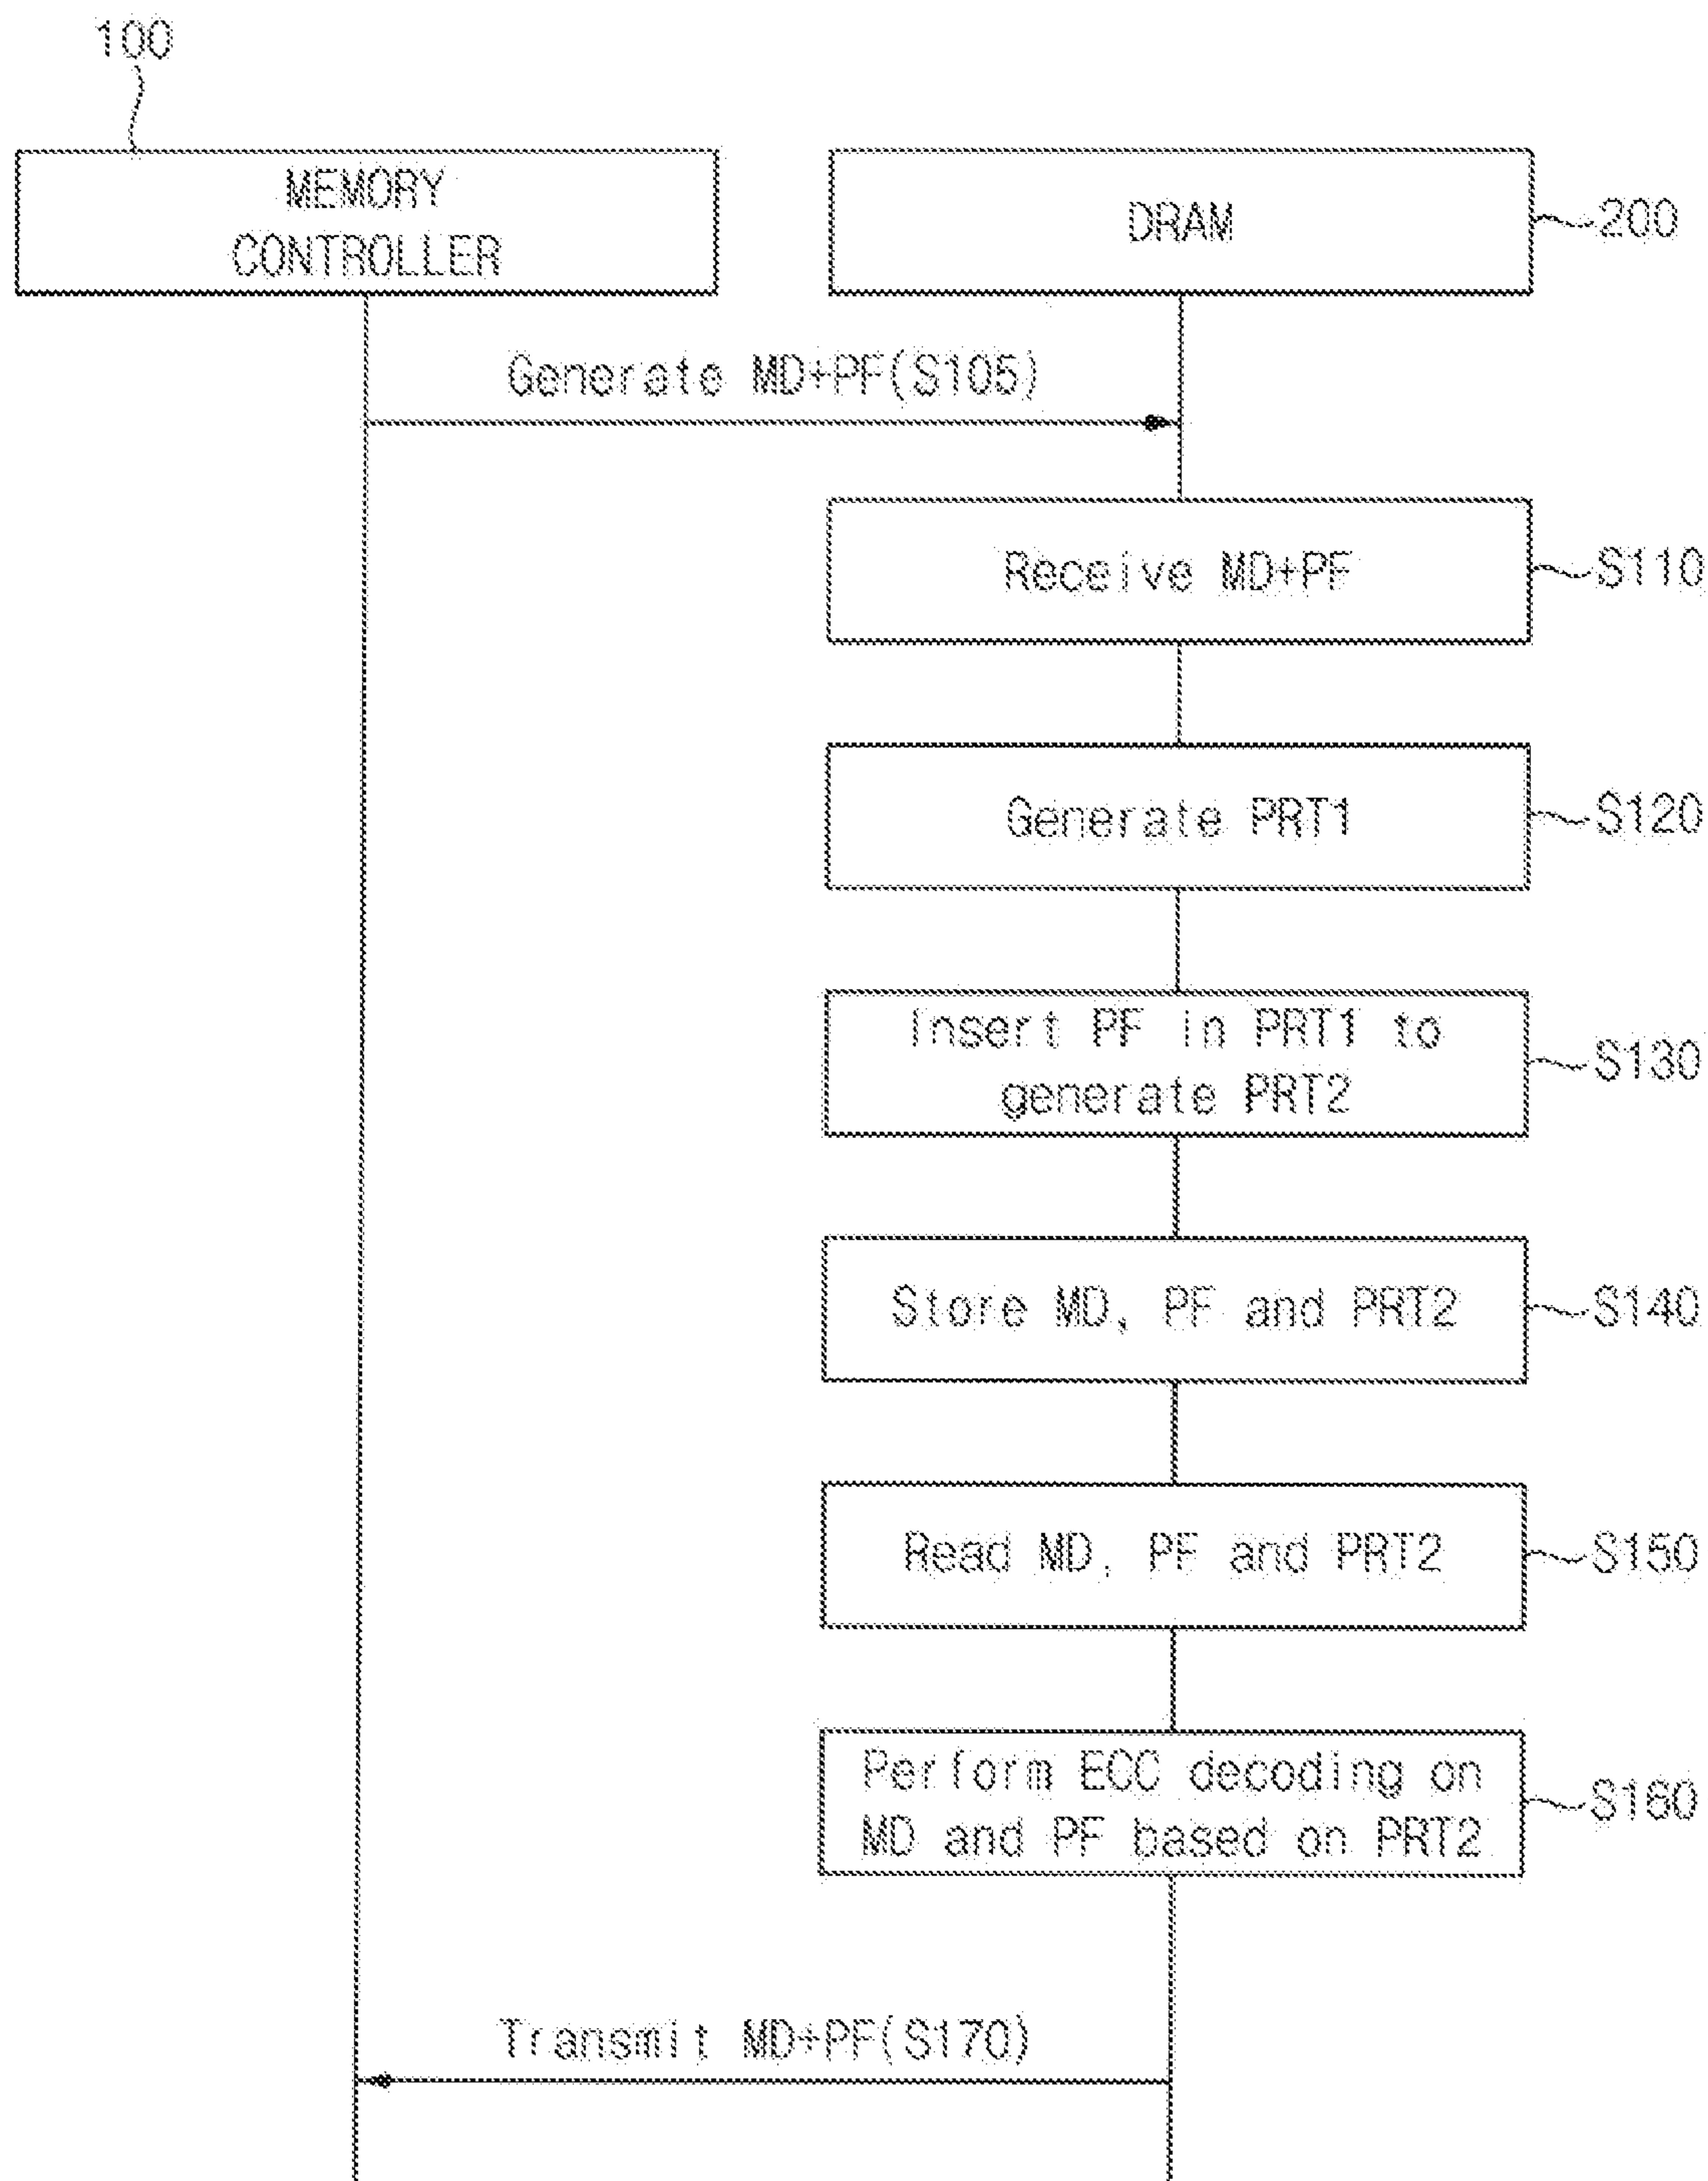 100
MEMORY
CONTROLLER
DRAM
200
Generate MD+PF(S105)
Receive MD+PF
S110
Generate PRT1
S120
Insert PF in PRT1 to
generate PRT2
S130
Store MD, PF and PRT2
S140
Read MD, PF and PRT2
S150
Perform ECC decoding on
MD and PF based on PRT2
S160
Transmit MD+PF(S170)